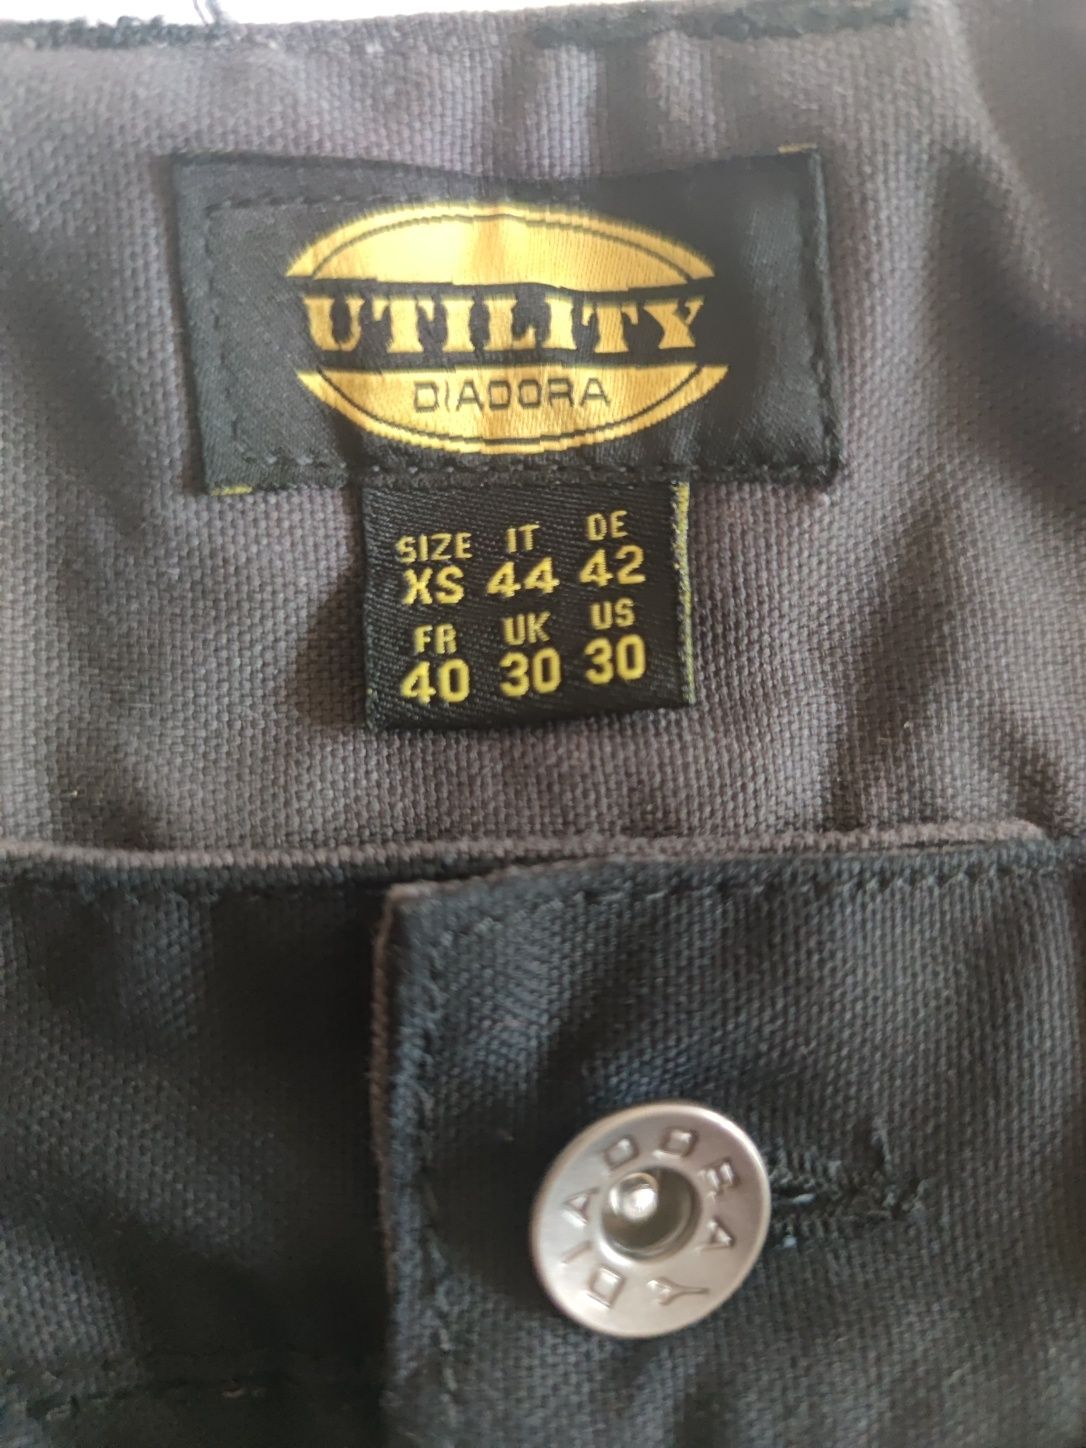 UTILITY
DIADORA
SIZE IT DE
XS 44 42
FR UK US
40 30 30
DIADORA